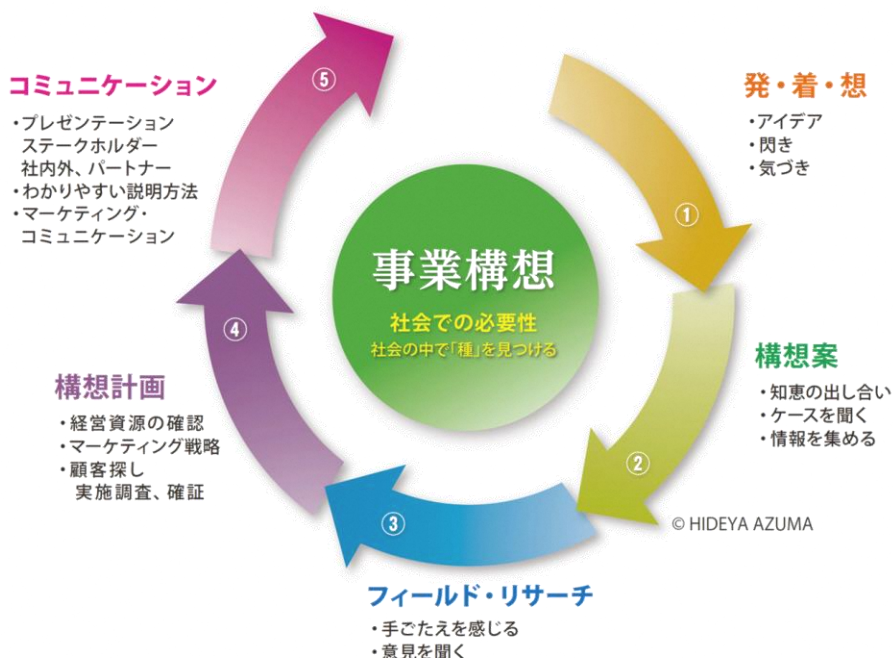 事業構想
社会での必要性
社会の中で「種」を見つける
①
発・着・想
・アイデア
・閃き
・気づき
②
構想案
・知恵の出し合い
・ケースを聞く
・情報を集める
© HIDEYA AZUMA
③
フィールド・リサーチ
・手ごたえを感じる
・意見を聞く
④
構想計画
・経営資源の確認
・マーケティング戦略
・顧客探し
実施調査、確証
⑤
コミュニケーション
・プレゼンテーション
ステークホルダー
社内外、パートナー
・わかりやすい説明方法
・マーケティング・
コミュニケーション